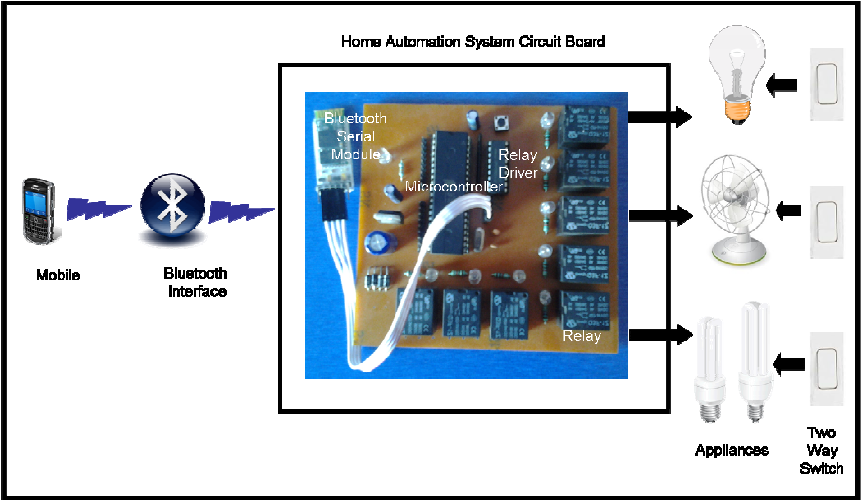 Home Automation System Circuit Board
Bluetooth
Serial
Module
Relay
Driver
Microcontroller
Mobile
Bluetooth
Interface
Relay
Appliances
Two
Way
Switch